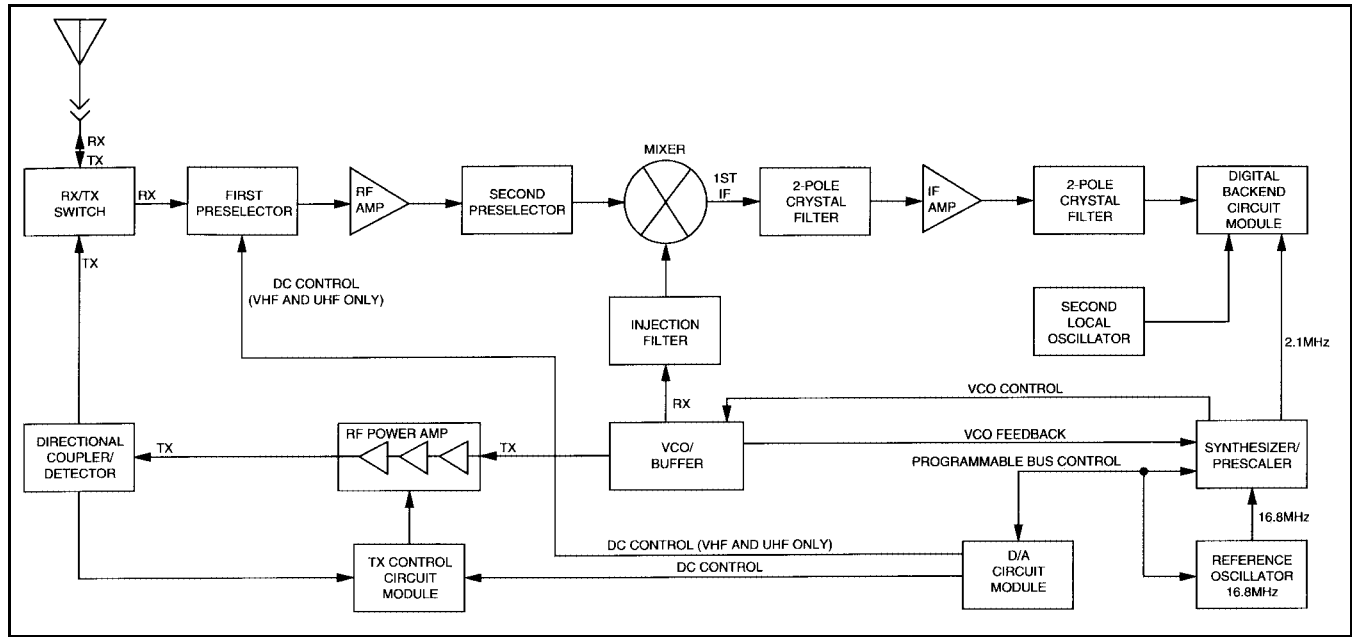 RX
TX
RX/TX
SWITCH
RX
FIRST
PRESELECTOR
RF
AMP
SECOND
PRESELECTOR
MIXER
1ST
IF
2-POLE
CRYSTAL
FILTER
IF
AMP
2-POLE
CRYSTAL
FILTER
DIGITAL
BACKEND
CIRCUIT
MODULE
TX
DC CONTROL
(VHF AND UHF ONLY)
INJECTION
FILTER
SECOND
LOCAL
OSCILLATOR
2.1MHz
RX
VCO CONTROL
DIRECTIONAL
COUPLER/
DETECTOR
TX
RF POWER AMP
TX
VCO/
BUFFER
VCO FEEDBACK
PROGRAMMABLE BUS CONTROL
SYNTHESIZER/
PRESCALER
16.8MHz
TX CONTROL
CIRCUIT
MODULE
DC CONTROL (VHF AND UHF ONLY)
DC CONTROL
D/A
CIRCUIT
MODULE
REFERENCE
OSCILLATOR
16.8MHz